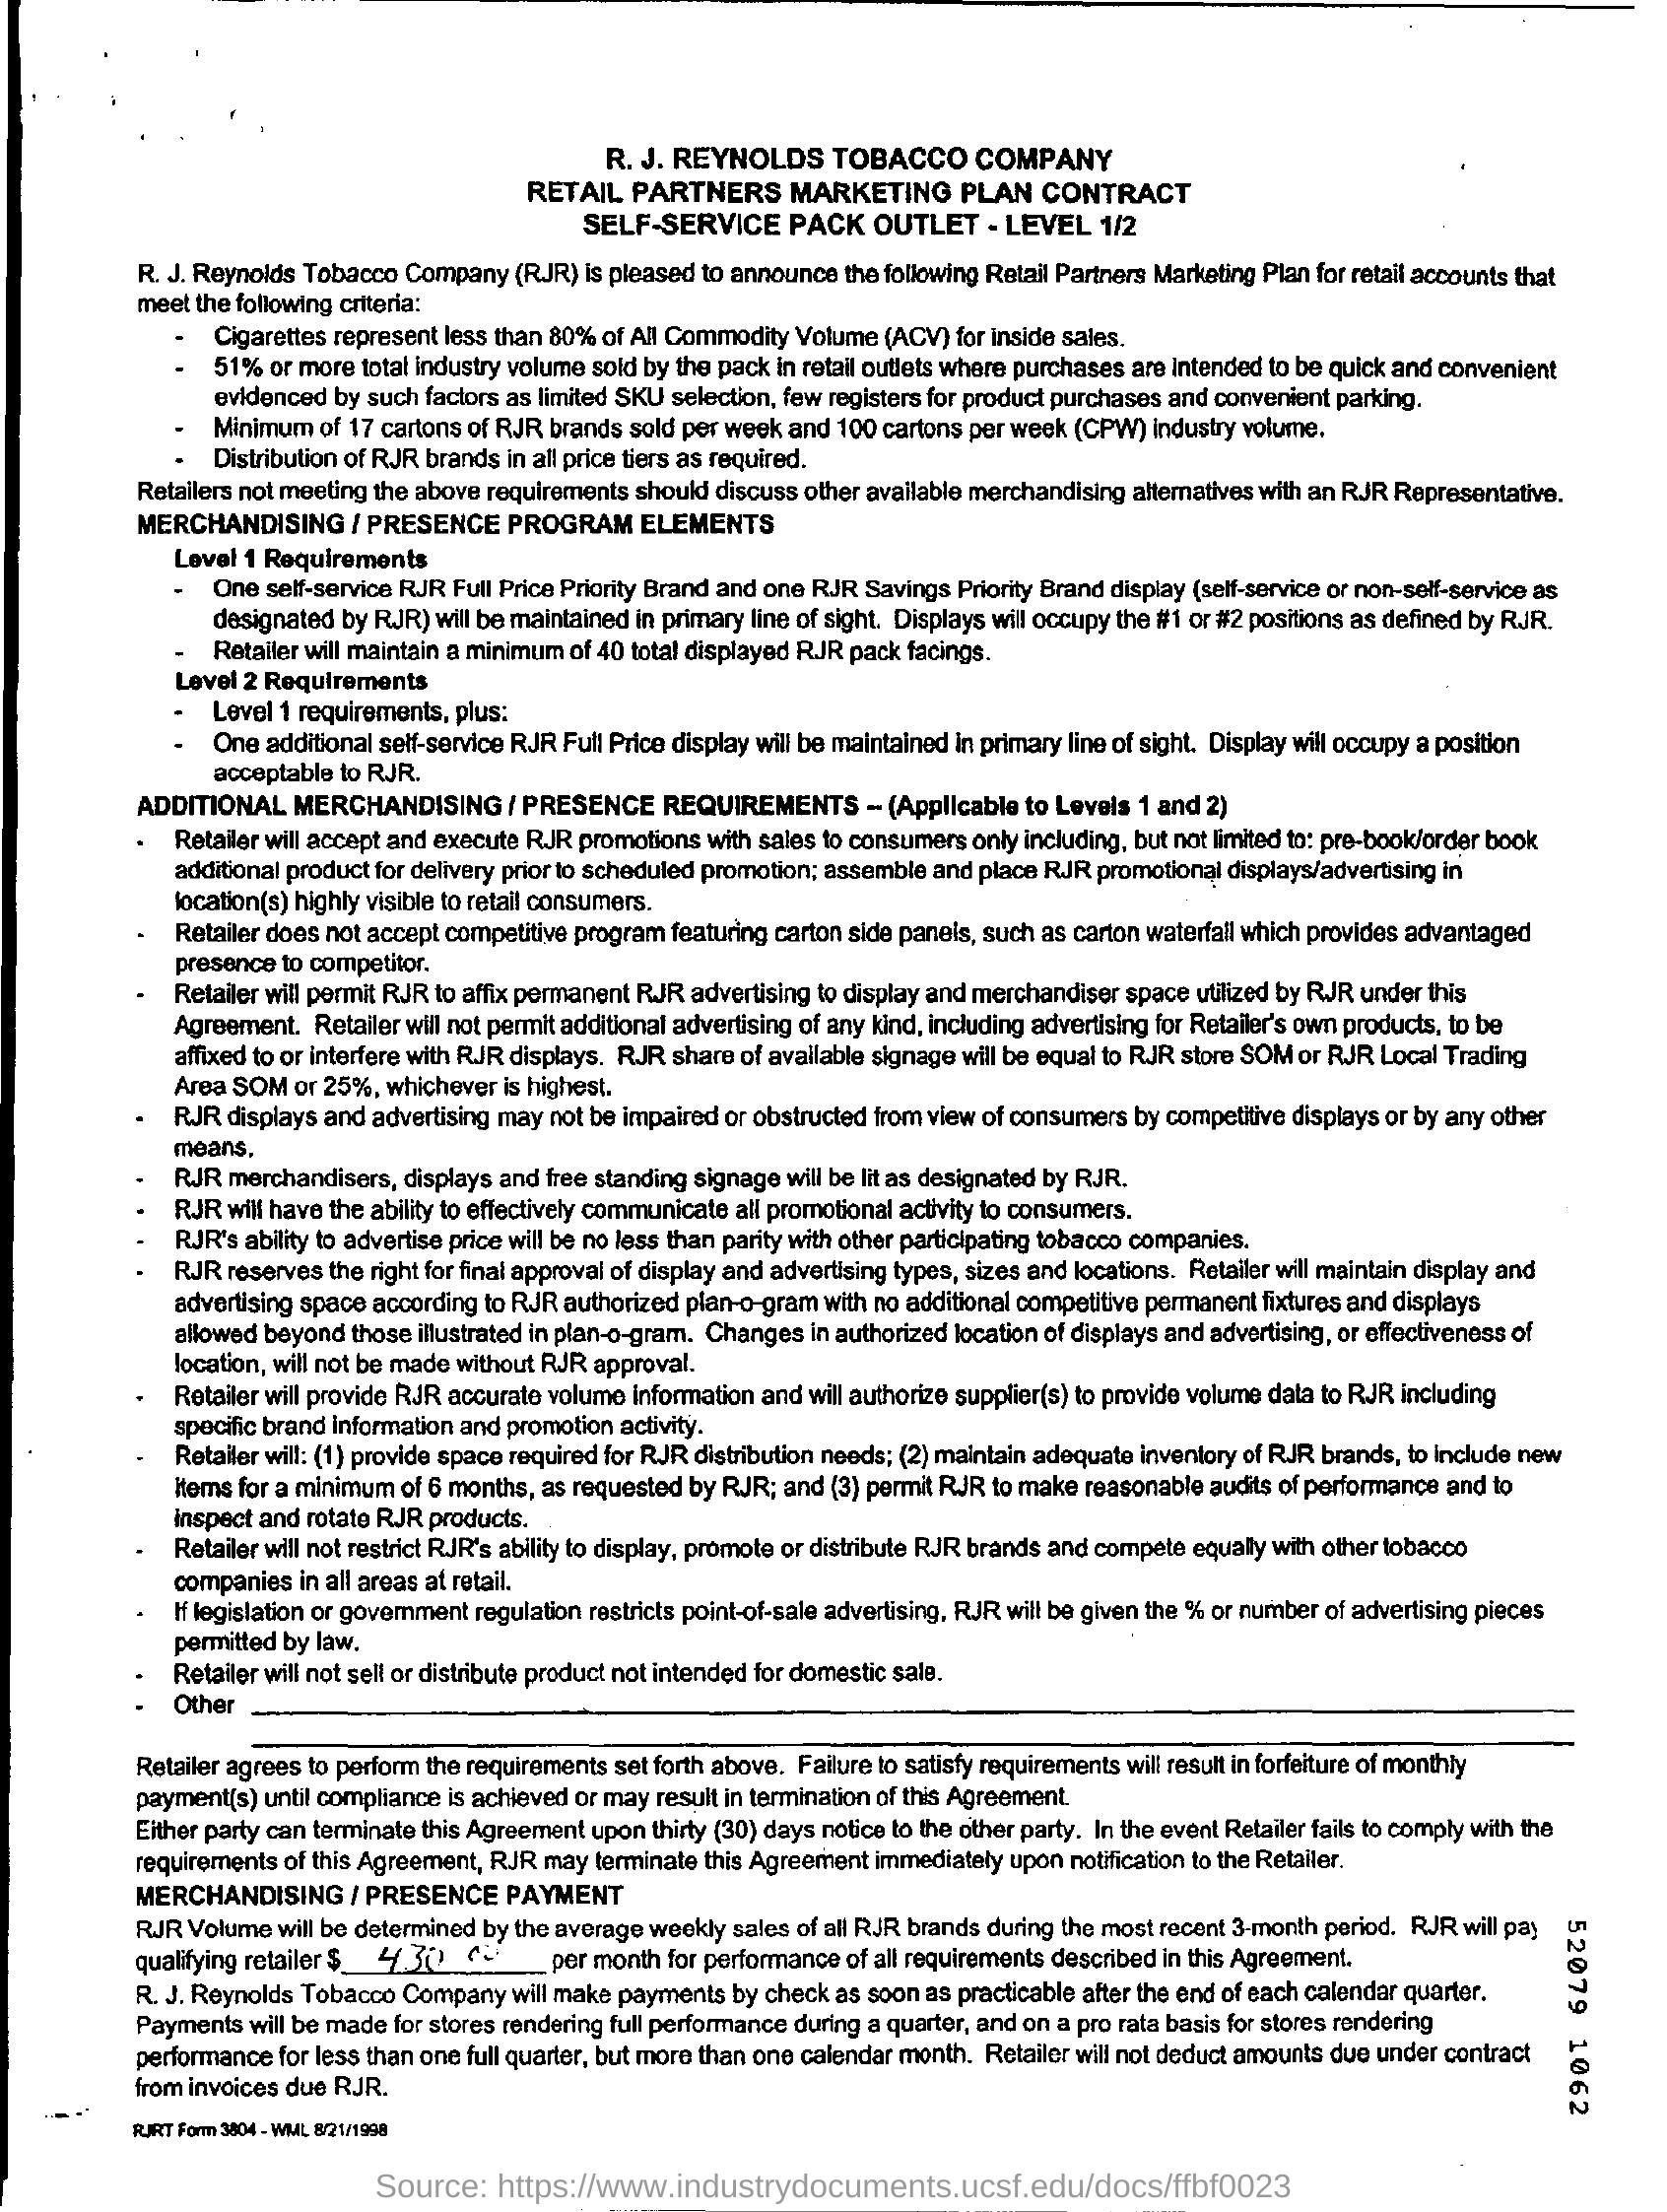 R. J. REYNOLDS TOBACCO COMPANY
RETAIL PARTNERS MARKETING PLAN CONTRACT
SELF-SERVICE PACK OUTLET - LEVEL 1/2
R. J. Reynolds Tobacco Company (RJR) is pleased to announce the following Retail Partners Marketing Plan for retail accounts that
meet the following criteria:
- Cigarettes represent less than 80% of All Commodity Volume (ACV) for inside sales.
- 51% or more total industry volume sold by the pack in retail outlets where purchases are intended to be quick and convenient
evidenced by such factors as limited SKU selection, few registers for product purchases and convenient parking.
- Minimum of 17 cartons of RJR brands sold per week and 100 cartons per week (CPW) industry volume.
- Distribution of RJR brands in all price tiers as required.
Retailers not meeting the above requirements should discuss other available merchandising alternatives with an RJR Representative.
MERCHANDISING / PRESENCE PROGRAM ELEMENTS
Level 1 Requirements
- One self-service RJR Full Price Priority Brand and one RJR Savings Priority Brand display (self-service or non-self-service as
designated by RJR) will be maintained in primary line of sight. Displays will occupy the #1 or #2 positions as defined by RJR.
- Retailer will maintain a minimum of 40 total displayed RJR pack facings.
Level 2 Requirements
- Level 1 requirements, plus:
- One additional self-service RJR Full Price display will be maintained in primary line of sight. Display will occupy a position
acceptable to RJR.
ADDITIONAL MERCHANDISING / PRESENCE REQUIREMENTS – (Applicable to Levels 1 and 2)
- Retailer will accept and execute RJR promotions with sales to consumers only including, but not limited to: pre-book/order book
additional product for delivery prior to scheduled promotion; assemble and place RJR promotional displays/advertising in
location(s) highly visible to retail consumers.
- Retailer does not accept competitive program featuring carton side panels, such as carton waterfall which provides advantaged
presence to competitor.
- Retailer will permit RJR to affix permanent RJR advertising to display and merchandiser space utilized by RJR under this
Agreement. Retailer will not permit additional advertising of any kind, including advertising for Retailer's own products, to be
affixed to or interfere with RJR displays. RJR share of available signage will be equal to RJR store SOM or RJR Local Trading
Area SOM or 25%, whichever is highest.
- RJR displays and advertising may not be impaired or obstructed from view of consumers by competitive displays or by any other
means.
- RJR merchandisers, displays and free standing signage will be lit as designated by RJR.
- RJR will have the ability to effectively communicate all promotional activity to consumers.
- RJR's ability to advertise price will be no less than parity with other participating tobacco companies.
- RJR reserves the right for final approval of display and advertising types, sizes and locations. Retailer will maintain display and
advertising space according to RJR authorized plan-o-gram with no additional competitive permanent fixtures and displays
allowed beyond those illustrated in plan-o-gram. Changes in authorized location of displays and advertising, or effectiveness of
location, will not be made without RJR approval.
- Retailer will provide RJR accurate volume information and will authorize supplier(s) to provide volume data to RJR including
specific brand information and promotion activity.
- Retailer will: (1) provide space required for RJR distribution needs; (2) maintain adequate inventory of RJR brands, to include new
items for a minimum of 6 months, as requested by RJR; and (3) permit RJR to make reasonable audits of performance and to
inspect and rotate RJR products.
- Retailer will not restrict RJR's ability to display, promote or distribute RJR brands and compete equally with other tobacco
companies in all areas at retail.
- If legislation or government regulation restricts point-of-sale advertising, RJR will be given the % or number of advertising pieces
permitted by law.
- Retailer will not sell or distribute product not intended for domestic sale.
- Other
Retailer agrees to perform the requirements set forth above. Failure to satisfy requirements will result in forfeiture of monthly
payment(s) until compliance is achieved or may result in termination of this Agreement.
Either party can terminate this Agreement upon thirty (30) days notice to the other party. In the event Retailer fails to comply with the
requirements of this Agreement, RJR may terminate this Agreement immediately upon notification to the Retailer.
MERCHANDISING / PRESENCE PAYMENT
RJR Volume will be determined by the average weekly sales of all RJR brands during the most recent 3-month period. RJR will pay
qualifying retailer $ 430 00 per month for performance of all requirements described in this Agreement.
R. J. Reynolds Tobacco Company will make payments by check as soon as practicable after the end of each calendar quarter.
Payments will be made for stores rendering full performance during a quarter, and on a pro rata basis for stores rendering
performance for less than one full quarter, but more than one calendar month. Retailer will not deduct amounts due under contract
from invoices due RJR.
RJRT Form 3804 - WML 8/21/1998
52079 1062
Source: https://www.industrydocuments.ucsf.edu/docs/ffbf0023